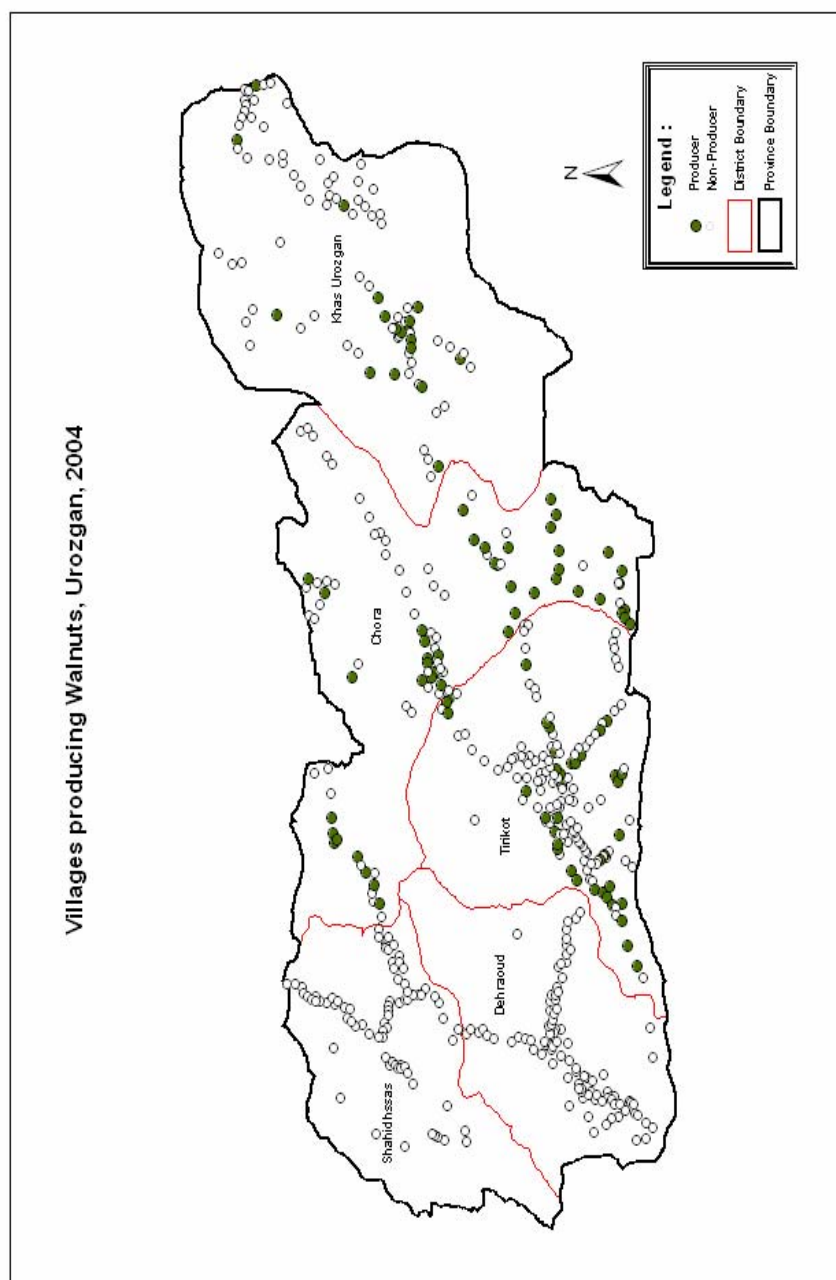 Villages producing Walnuts, Urozgan, 2004
Khas Urozgan
Chora
Tirikot
Dehraoud
Shahidhssas
N
Legend :
Producer
Non-Producer
District Boundary
Province Boundary